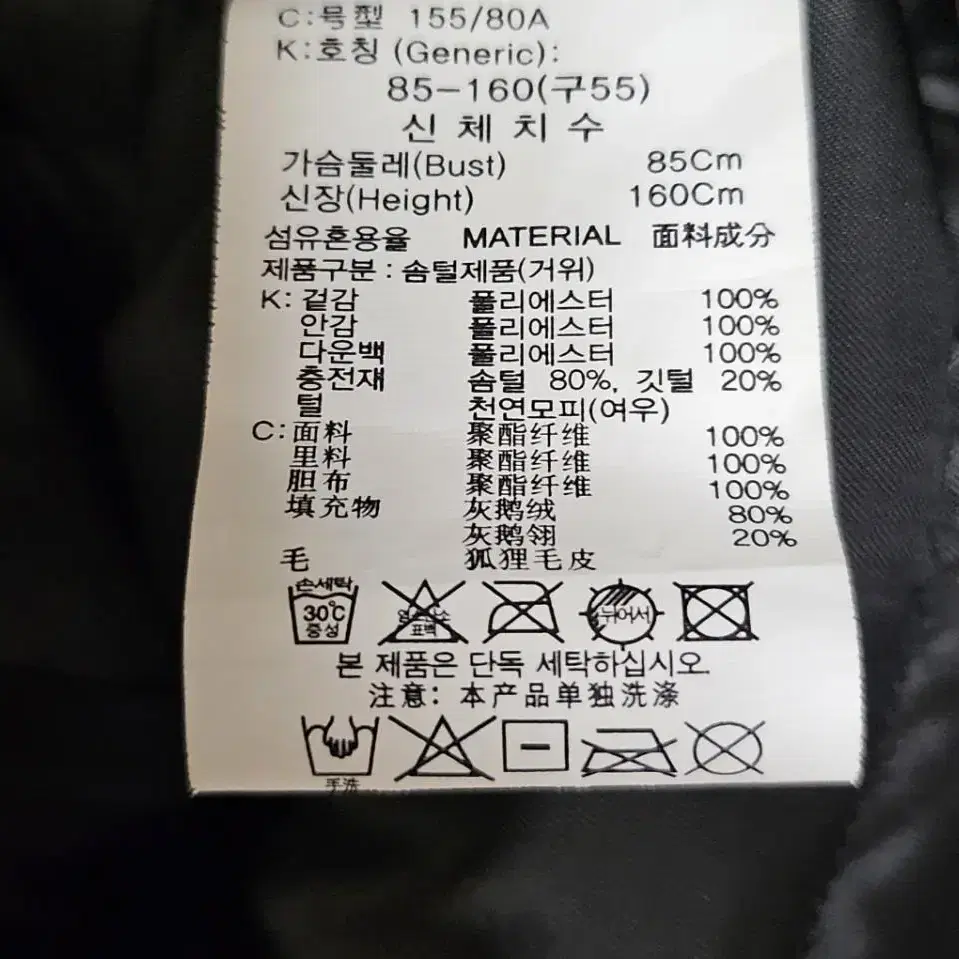 C:号型 155/80A
K:호칭 (Generic):
85-160(구55)
신 체 치 수
가슴둘레(Bust) 85Cm
신장(Height) 160Cm
섬유혼용율 MATERIAL 面料成分
제품구분 : 솜털제품(거위)
K: 겉감 폴리에스터 100%
안감 폴리에스터 100%
다운백 폴리에스터 100%
충전재 솜털 80%, 깃털 20%
털 천연모피(여우)
C: 面料 聚酯纤维 100%
里料 聚酯纤维 100%
胆布 聚酯纤维 100%
填充物 灰鹅绒 80%
灰鹅翎 20%
毛 狐狸毛皮
손세탁
30℃ 중성
표백
뉘어서
본 제품은 단독 세탁하십시오.
注意: 本产品单独洗涤
手洗